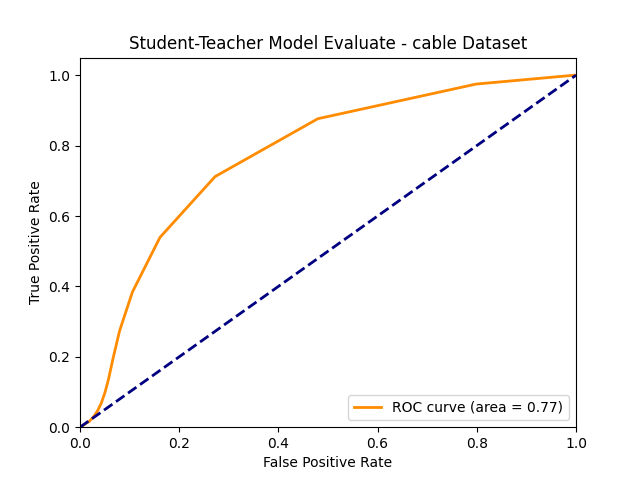 Student-Teacher Model Evaluate - cable Dataset
True Positive Rate
1.0
0.8
0.6
0.4
0.2
0.0
ROC curve (area = 0.77)
0.0 0.2 0.4 0.6 0.8 1.0
False Positive Rate